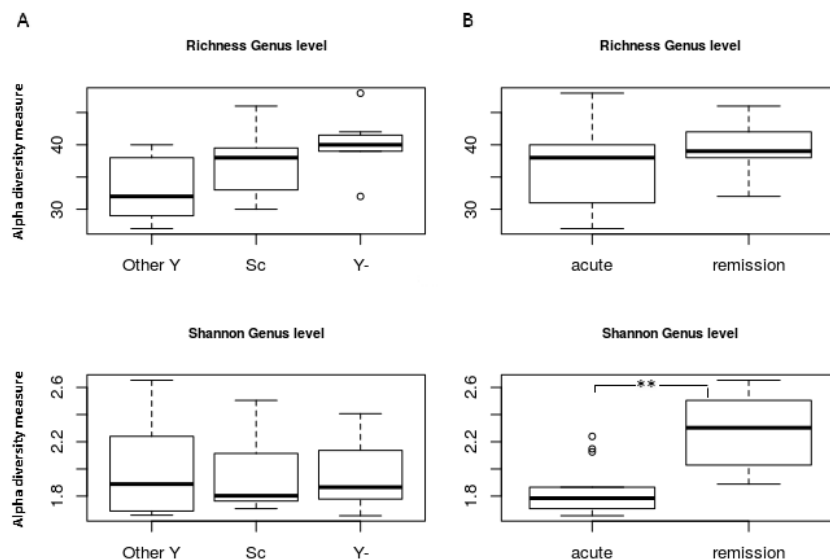 A
B
Richness Genus level
Richness Genus level
Alpha diversity measure
40
30
40
30
Other Y Sc Y-
acute remission
Shannon Genus level
Shannon Genus level
Alpha diversity measure
2.6
2.2
1.8
2.6
2.2
1.8
**
Other Y Sc Y-
acute remission